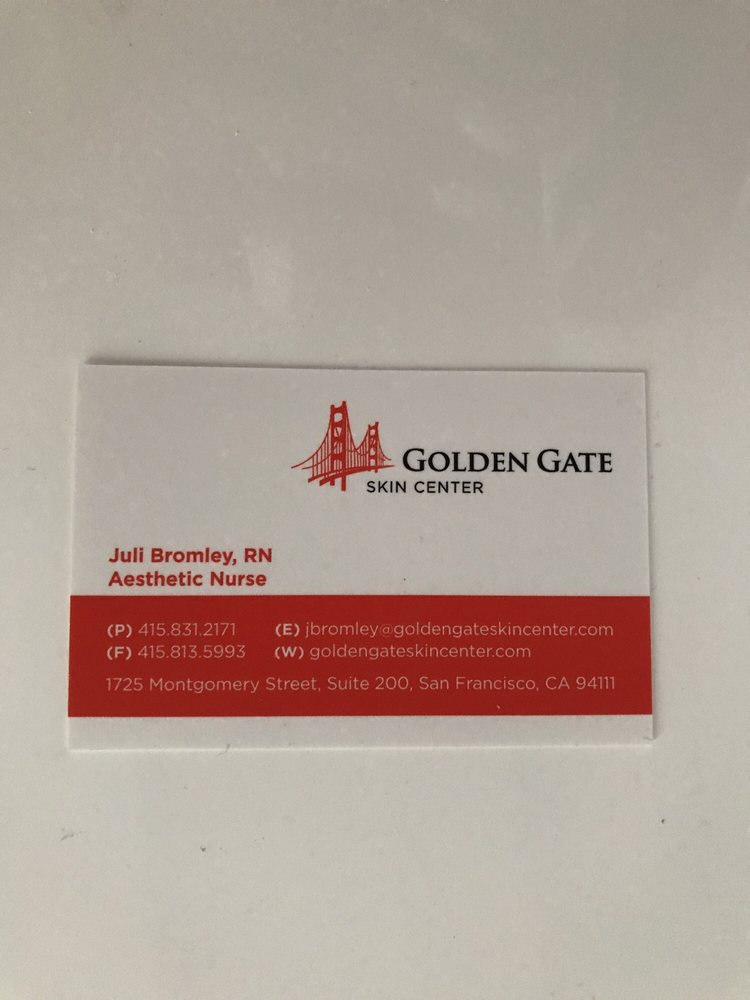 GOLDEN GATE
SKIN CENTER
Juli Bromley, RN
Aesthetic Nurse
(P) 415.831.2171 (E) jbromley@goldengateskincenter.com
(F) 415.813.5993 (W) goldengateskincenter.com
1725 Montgomery Street, Suite 200, San Francisco, CA 94111